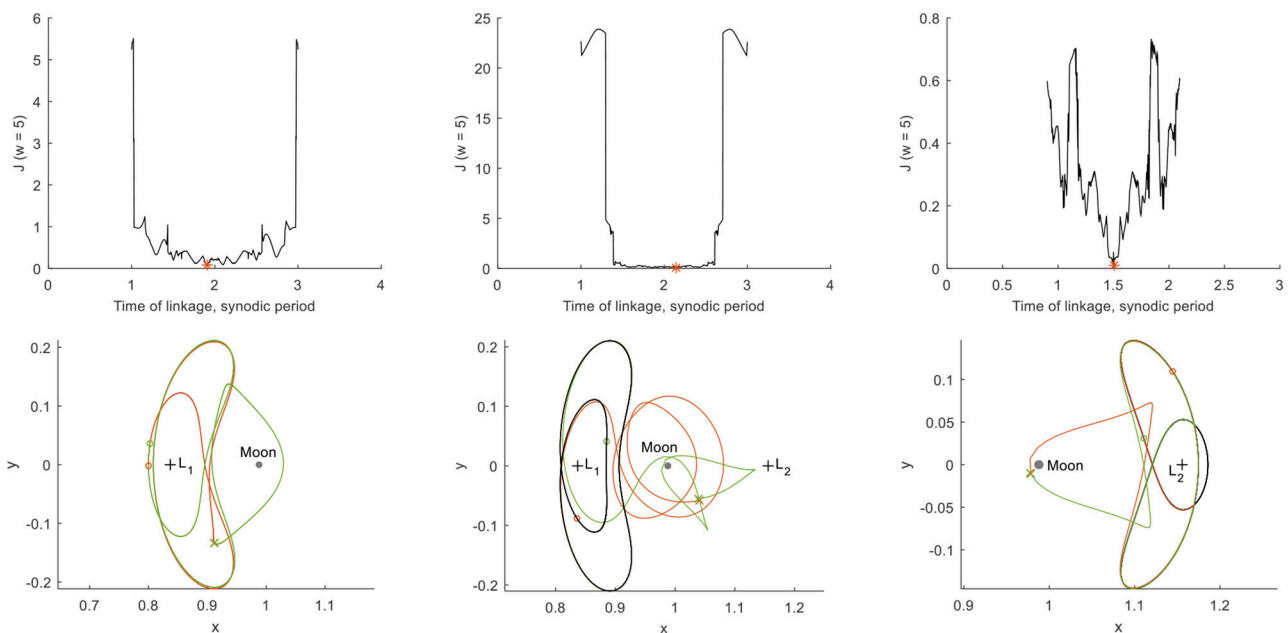 6
5
4
3
2
1
0
J (w = 5)
0 1 2 3 4
Time of linkage, synodic period
25
20
15
10
5
0
J (w = 5)
0 1 2 3 4
Time of linkage, synodic period
0.8
0.6
0.4
0.2
0
J (w = 5)
0 0.5 1 1.5 2 2.5 3
Time of linkage, synodic period
0.2
0.1
0
-0.1
-0.2
y
L1
Moon
0.7 0.8 0.9 1 1.1
x
0.2
0.1
0
-0.1
-0.2
y
L1
Moon
L2
0.8 0.9 1 1.1 1.2
x
0.1
0.05
0
-0.05
-0.1
y
Moon
L2
0.9 1 1.1 1.2
x